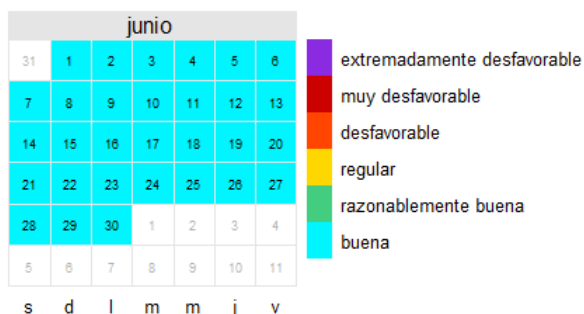 junio
31 1 2 3 4 5 6
7 8 9 10 11 12 13
14 15 16 17 18 19 20
21 22 23 24 25 26 27
28 29 30 1 2 3 4
5 6 7 8 9 10 11
s d l m m j v
extremadamente desfavorable
muy desfavorable
desfavorable
regular
razonablemente buena
buena